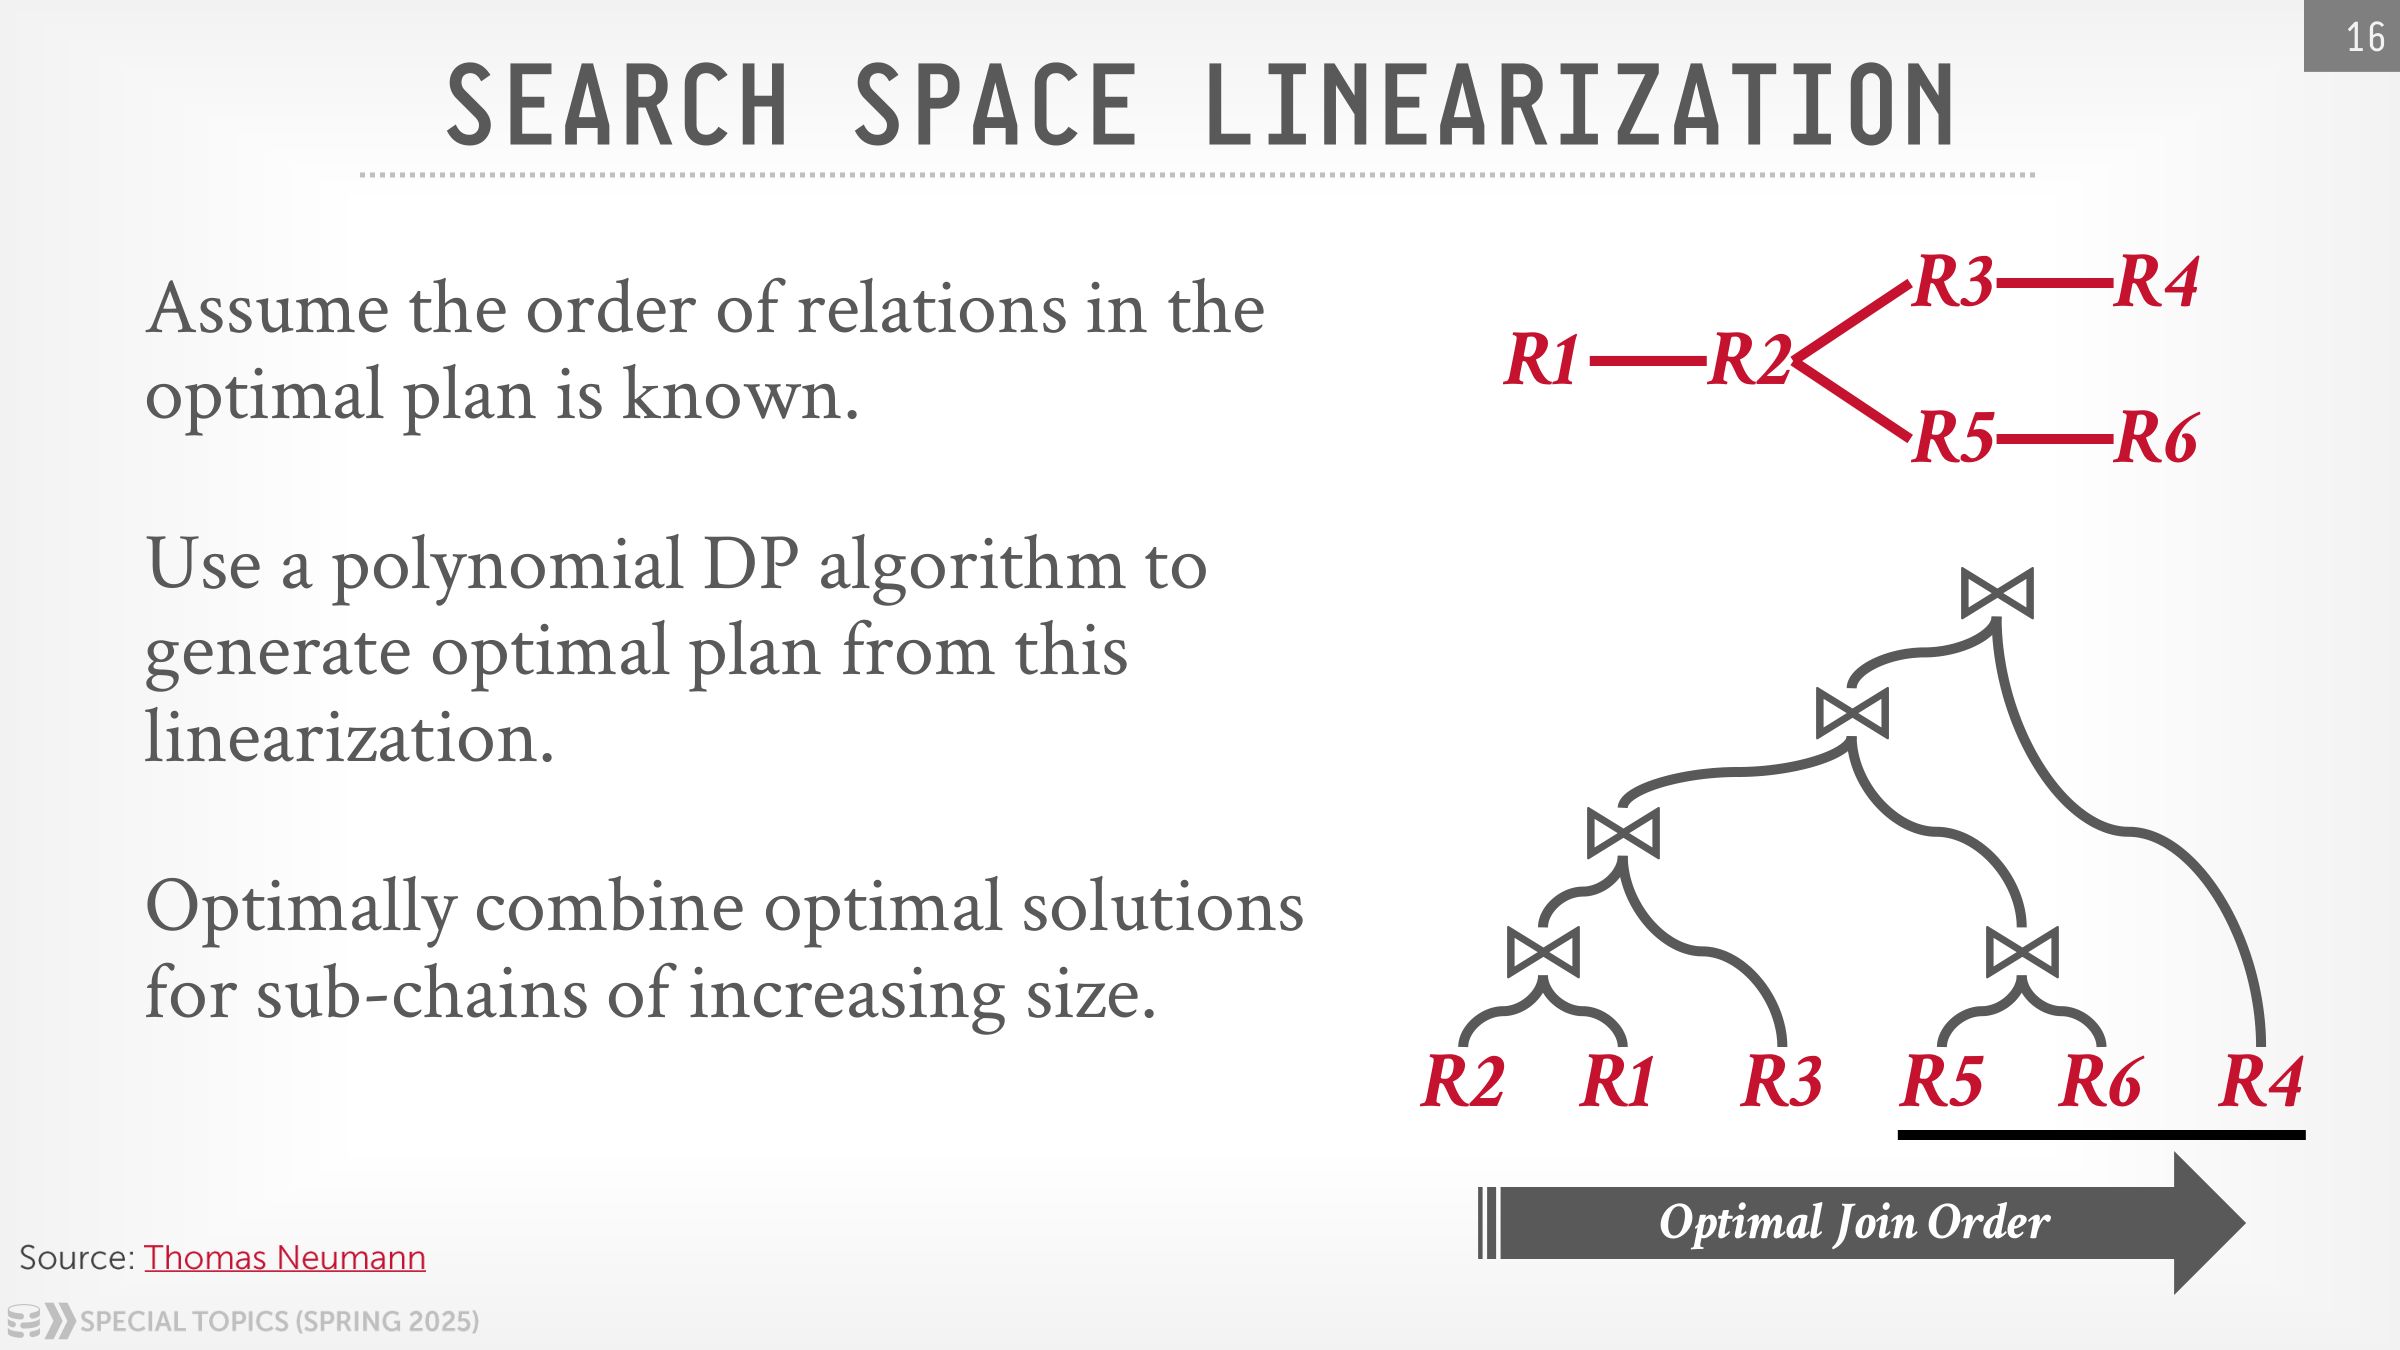 16
SEARCH SPACE LINEARIZATION
Assume the order of relations in the
optimal plan is known.
Use a polynomial DP algorithm to
generate optimal plan from this
linearization.
Optimally combine optimal solutions
for sub-chains of increasing size.
R3 R4
R1 R2
R5 R6
R2 R1 R3 R5 R6 R4
Optimal Join Order
Source: Thomas Neumann
SPECIAL TOPICS (SPRING 2025)